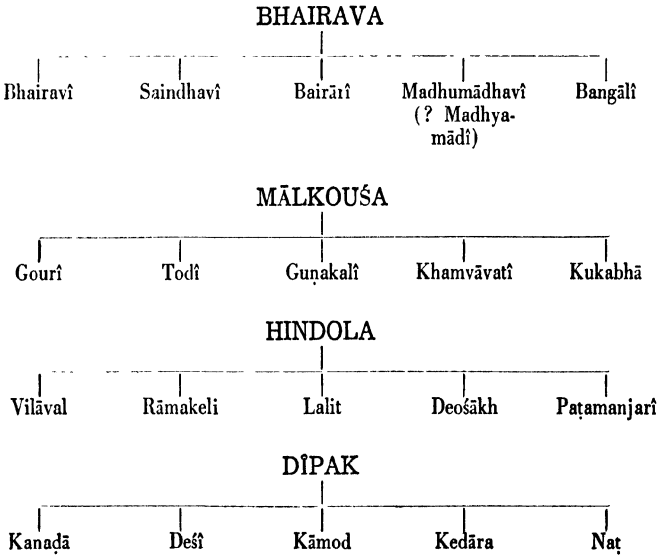 BHAIRAVA
Bhairavî Saindhavî Bairārî Madhumādhavî Bangālî
(? Madhya-
mādî)
MĀLKOUŚA
Gourî Todî Guṇakalî Khamvāvatî Kukabhā
HINDOLA
Vilāval Rāmakeli Lalit Deośākh Paṭamanjarî
DÎPAK
Kanaḍā Deśî Kāmod Kedāra Naṭ